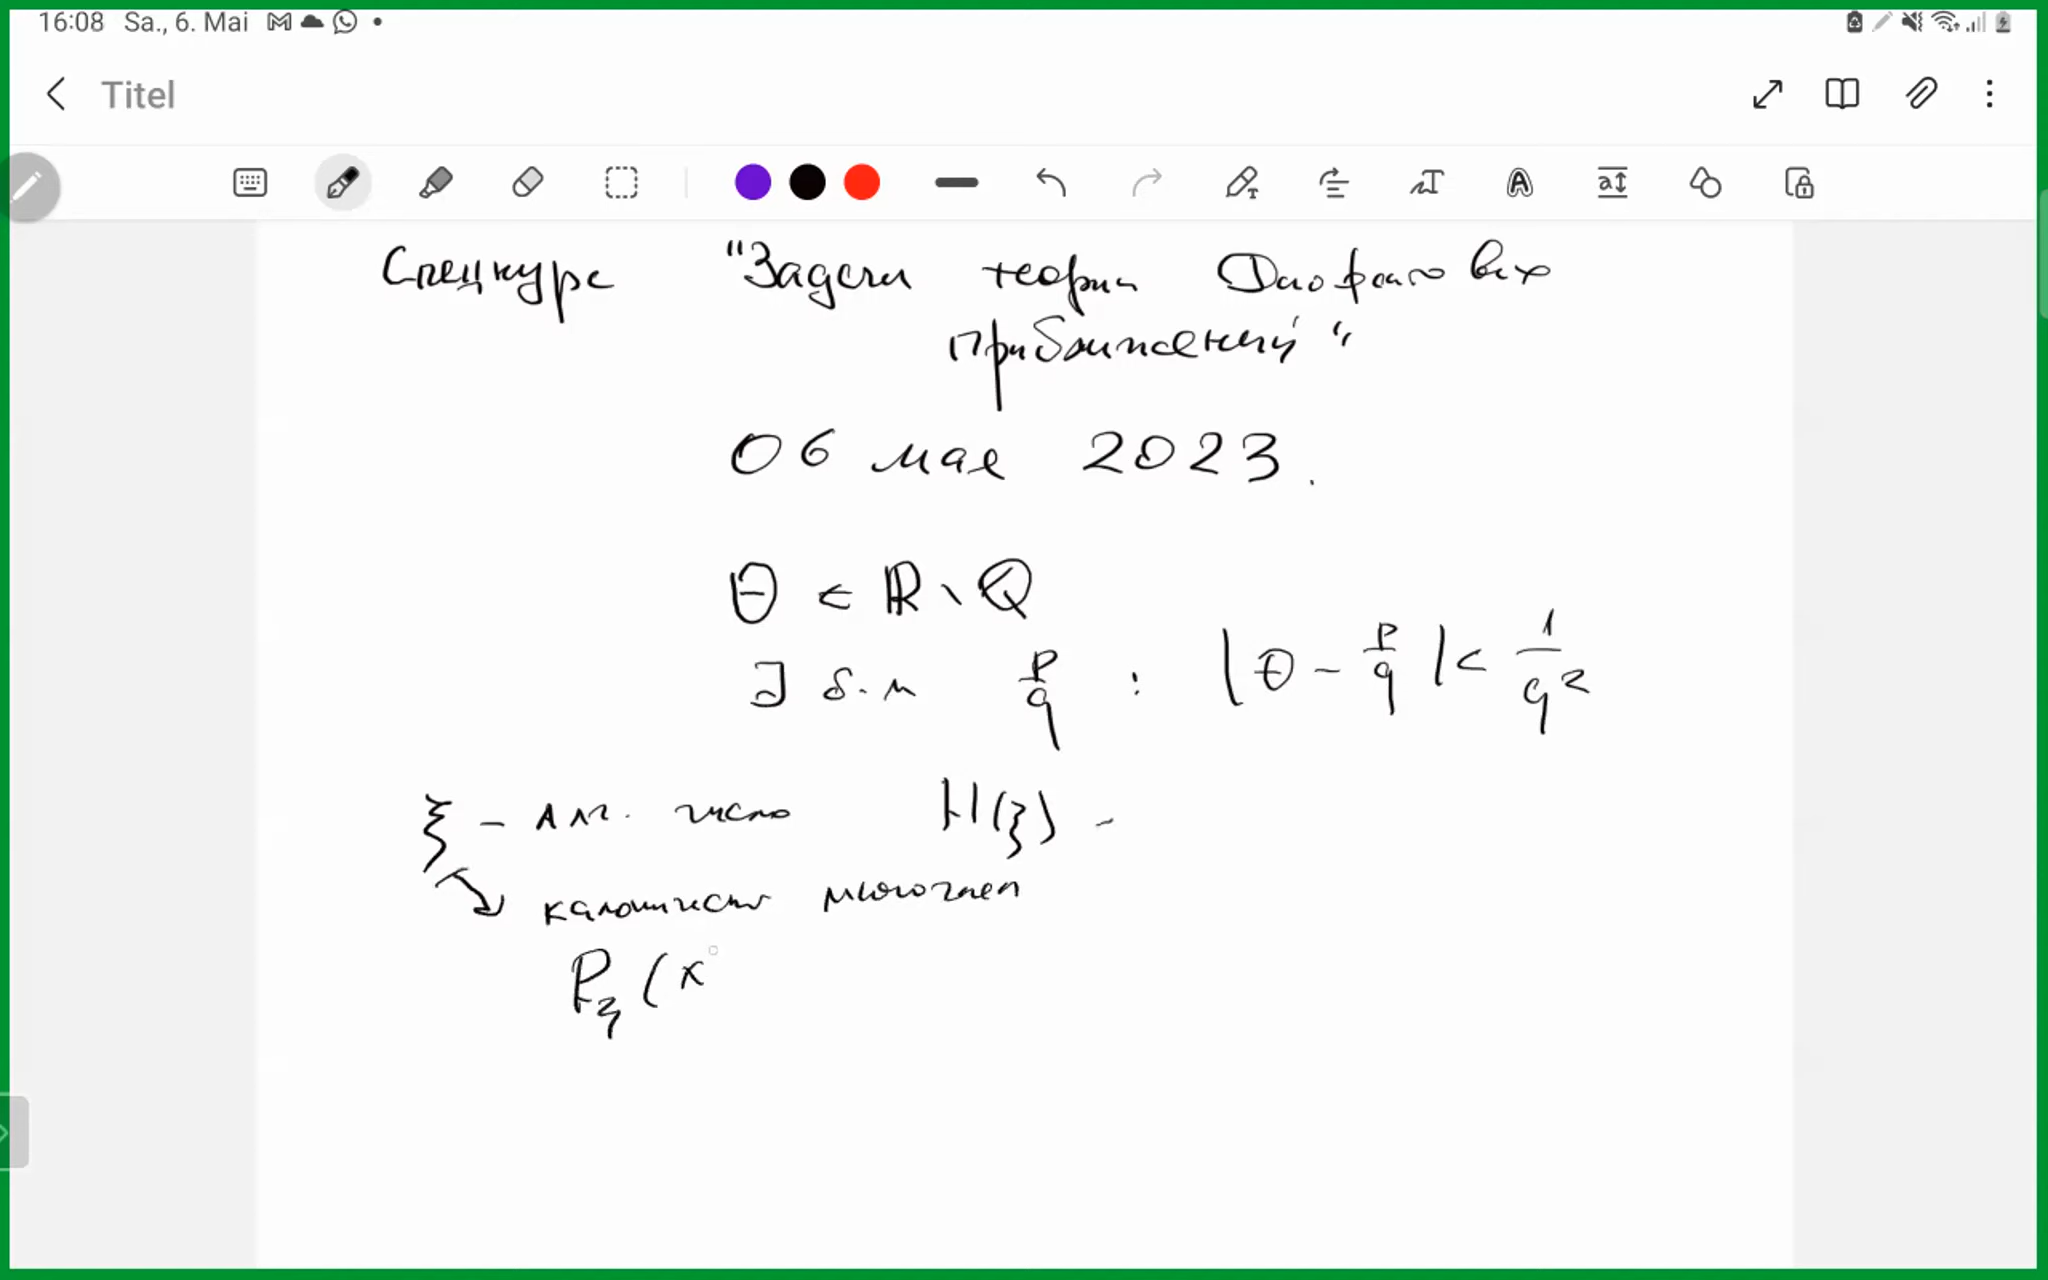 16:08 Sa., 6. Mai
Titel
Спецкурс "Задачи теории Диофантовых
приближений"
06 мая 2023.
θ ∈ ℝ \ ℚ
∃ б.м p/q : |θ - p/q| < 1/q²
ξ - алг. число H(ξ) -
канонический многочлен
P_ξ (x